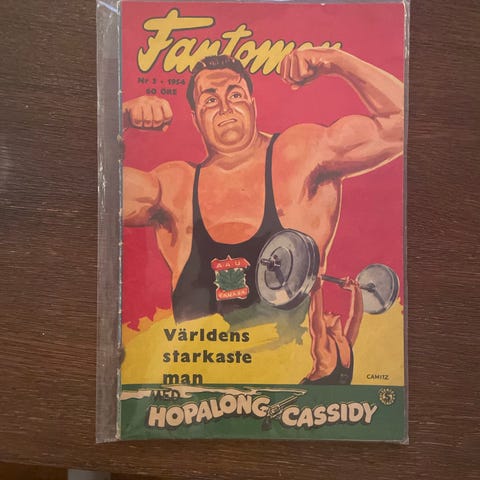 Fantomen
Nr 3 • 1954
60 ÖRE
A.A.U
CANADA
Världens
starkaste
man
MED
HOPALONG CASSIDY
CAMITZ